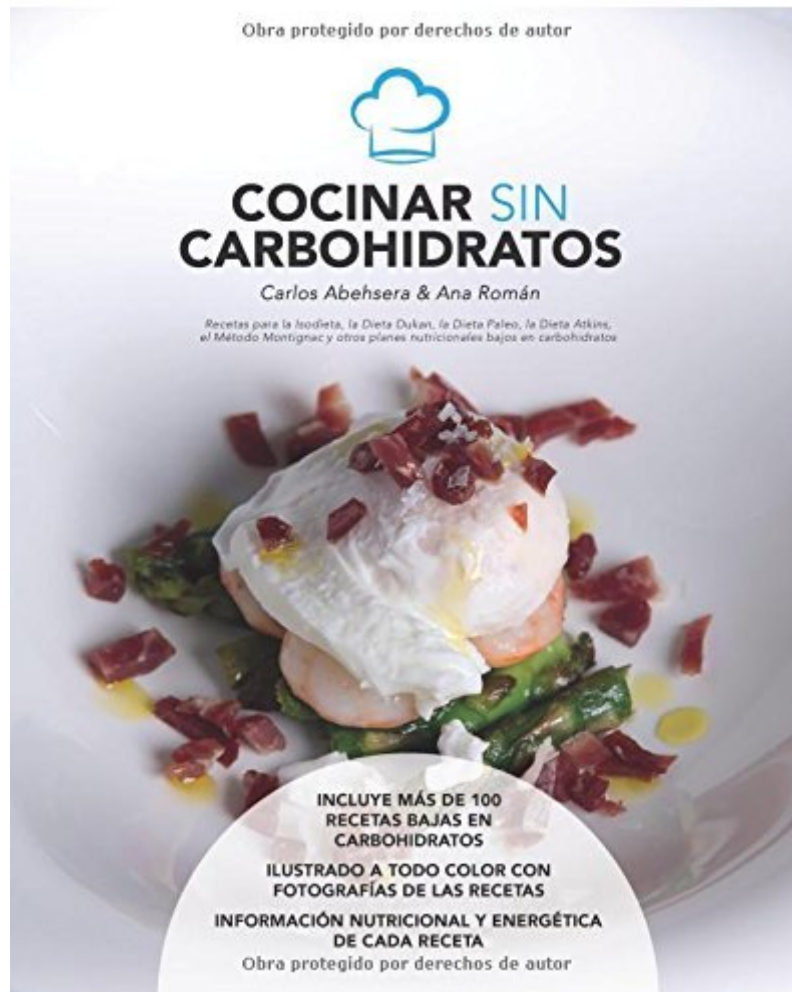 Obra protegido por derechos de autor
COCINAR SIN
CARBOHIDRATOS
Carlos Abehsera & Ana Román
Recetas para la Isodieta, la Dieta Dukan, la Dieta Paleo, la Dieta Atkins,
el Método Montignac y otros planes nutricionales bajos en carbohidratos
INCLUYE MÁS DE 100
RECETAS BAJAS EN
CARBOHIDRATOS
ILUSTRADO A TODO COLOR CON
FOTOGRAFÍAS DE LAS RECETAS
INFORMACIÓN NUTRICIONAL Y ENERGÉTICA
DE CADA RECETA
Obra protegido por derechos de autor